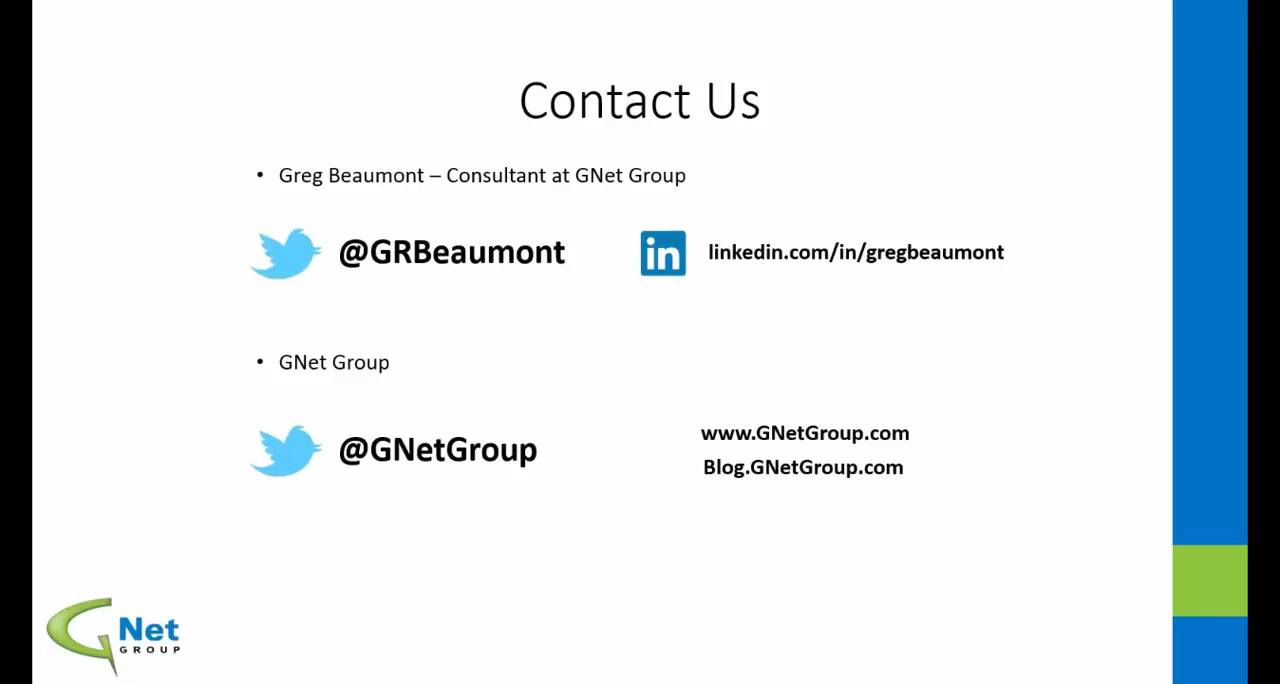 Contact Us
• Greg Beaumont – Consultant at GNet Group
@GRBeaumont
in linkedin.com/in/gregbeaumont
• GNet Group
@GNetGroup
www.GNetGroup.com
Blog.GNetGroup.com
G Net
GROUP